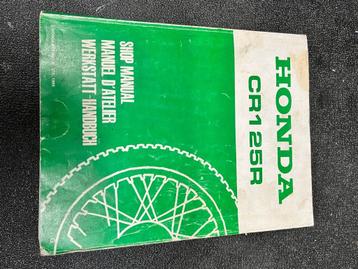 HONDA
CR125R
SHOP MANUAL
MANUEL D'ATELIER
WERKSTATT-HANDBUCH